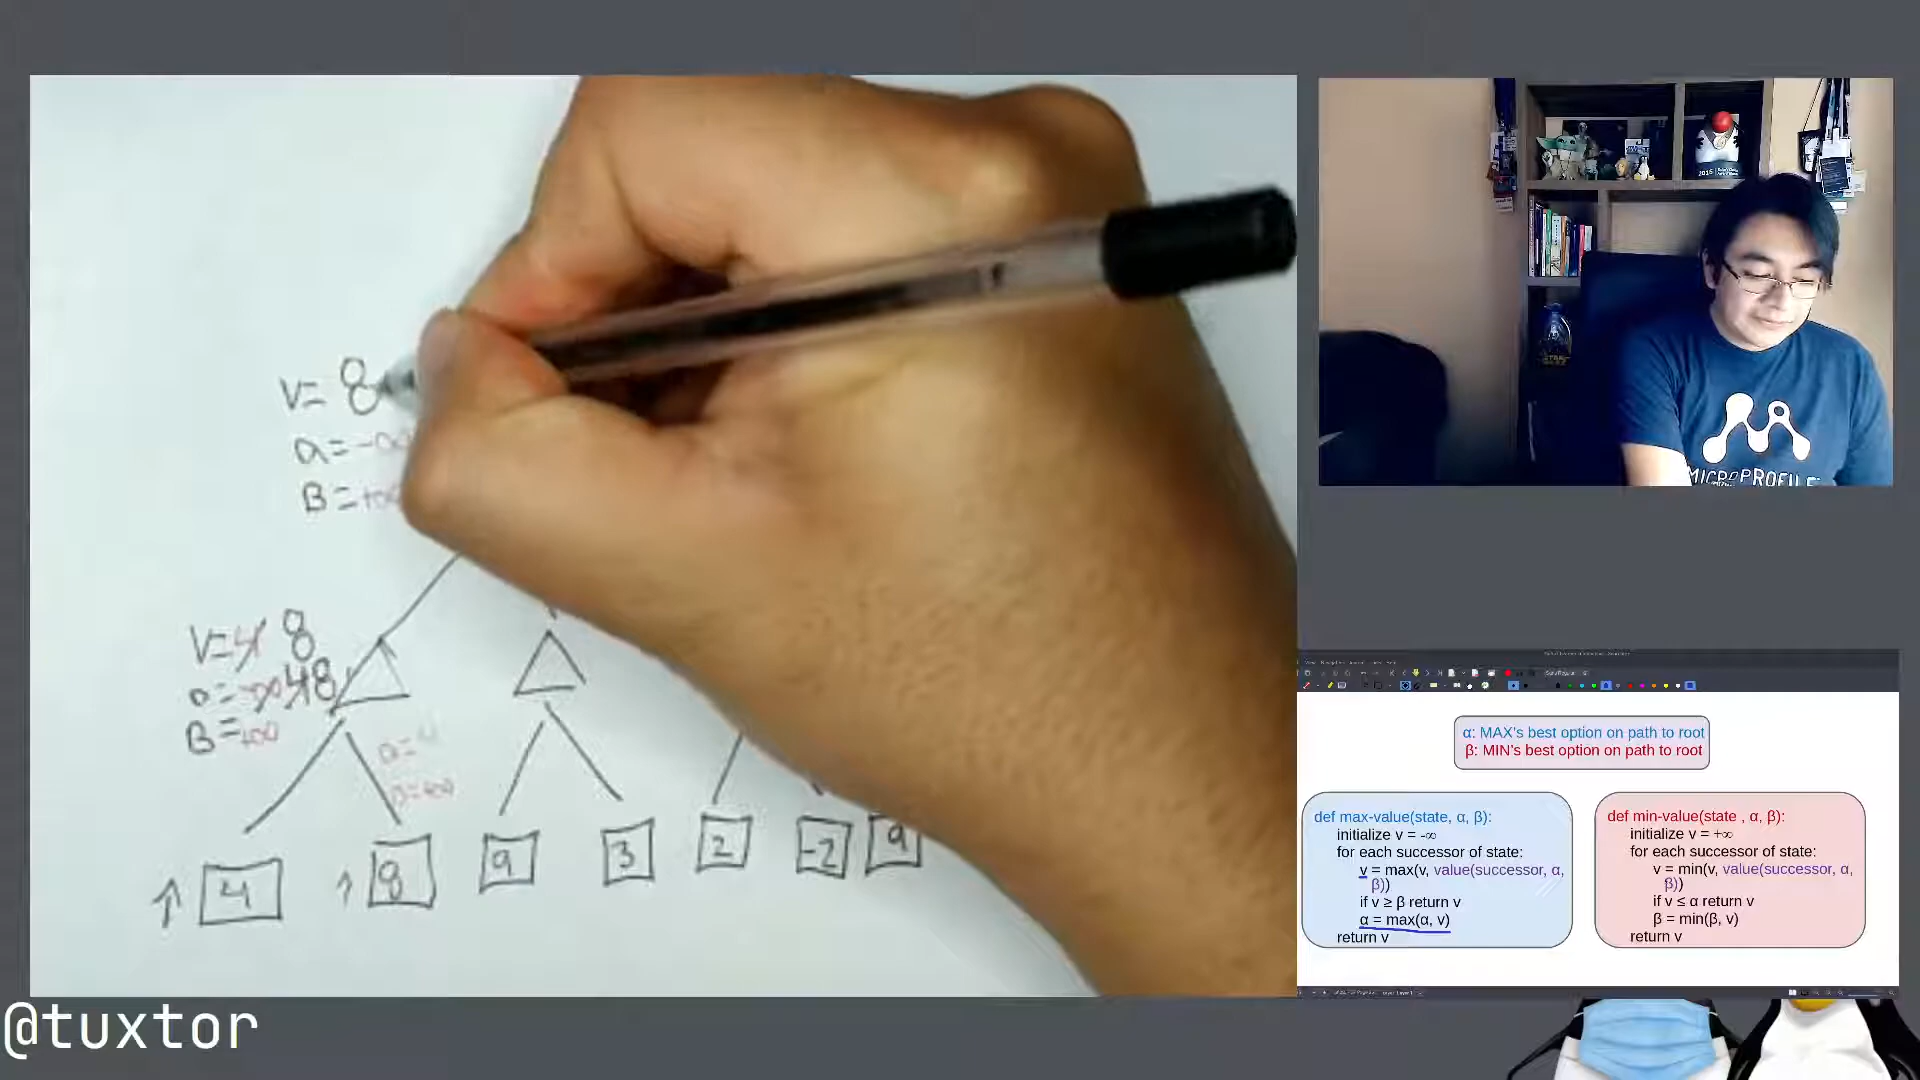 V= 8
a=-∞
B=+∞
V=4 8
a=-∞ 4 8
B=+∞
a=4
B=+∞
↑ 4
↑ 8
9
3
2
-2
9
2016
MICROPROFILE
α: MAX's best option on path to root
β: MIN's best option on path to root
def max-value(state, α, β):
initialize v = -∞
for each successor of state:
v = max(v, value(successor, α,
β))
if v ≥ β return v
α = max(α, v)
return v
def min-value(state , α, β):
initialize v = +∞
for each successor of state:
v = min(v, value(successor, α,
β))
if v ≤ α return v
β = min(β, v)
return v
@tuxtor